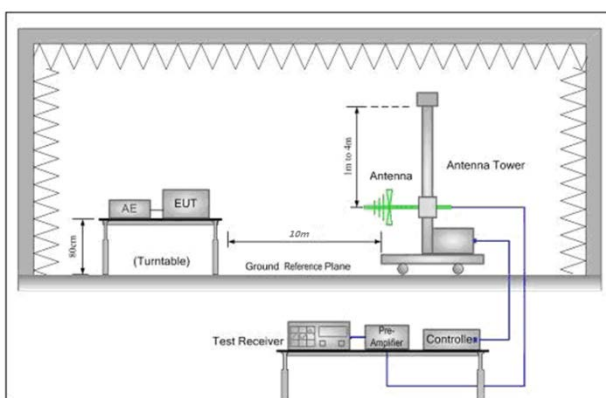 1m to 4m
Antenna
Antenna Tower
AE
EUT
10m
80cm
(Turntable)
Ground Reference Plane
Test Receiver
Pre-
Amplifier
Controller